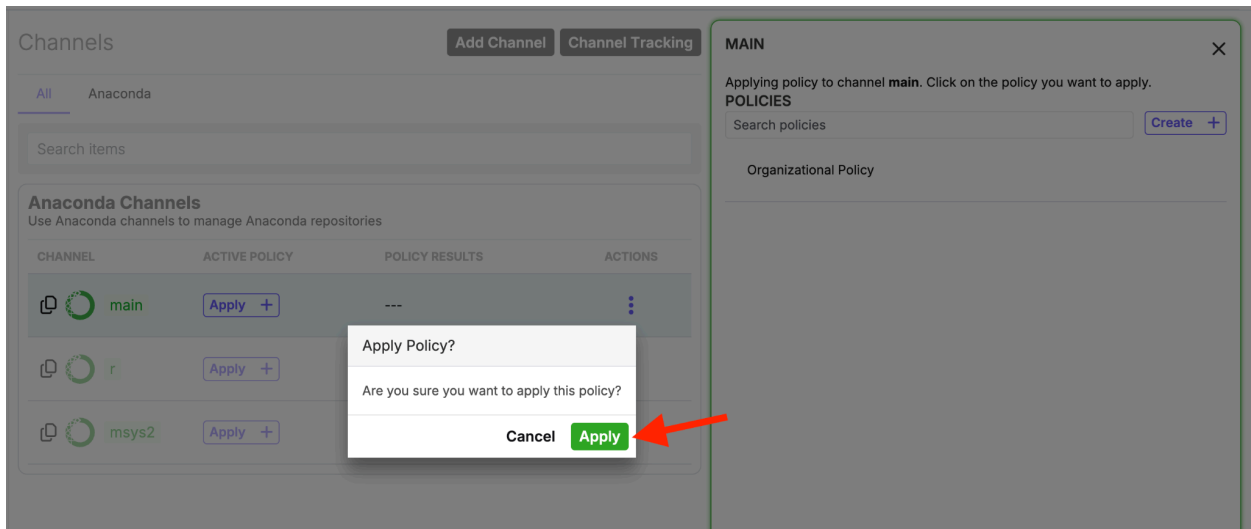 Channels
Add Channel
Channel Tracking
All
Anaconda
Search items
Anaconda Channels
Use Anaconda channels to manage Anaconda repositories
CHANNEL
ACTIVE POLICY
POLICY RESULTS
ACTIONS
main
Apply +
---
r
Apply +
msys2
Apply +
Apply Policy?
Are you sure you want to apply this policy?
Cancel
Apply
MAIN
Applying policy to channel main. Click on the policy you want to apply.
POLICIES
Search policies
Create +
Organizational Policy